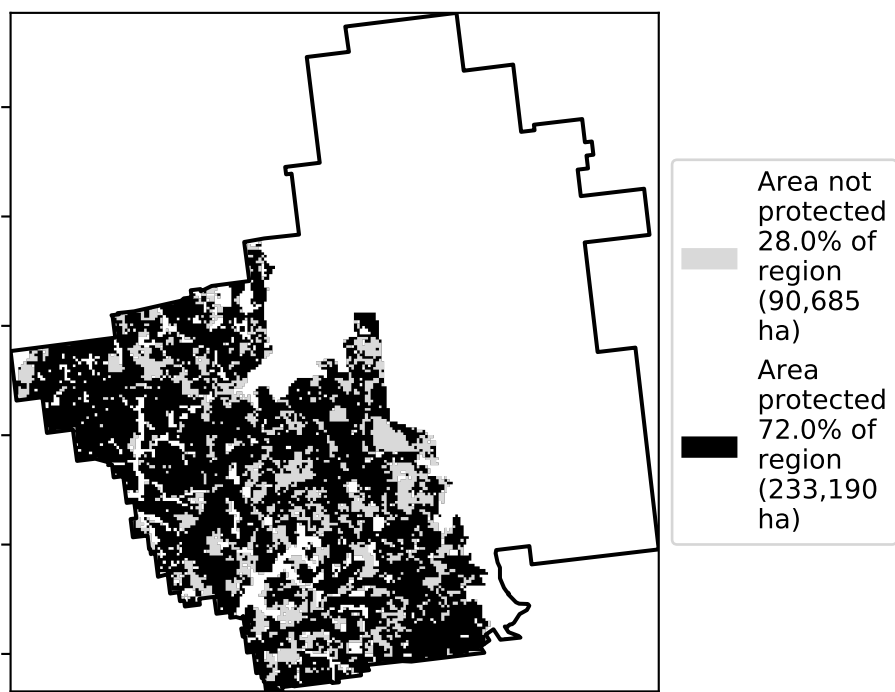 Area not
protected
28.0% of
region
(90,685
ha)
Area
protected
72.0% of
region
(233,190
ha)